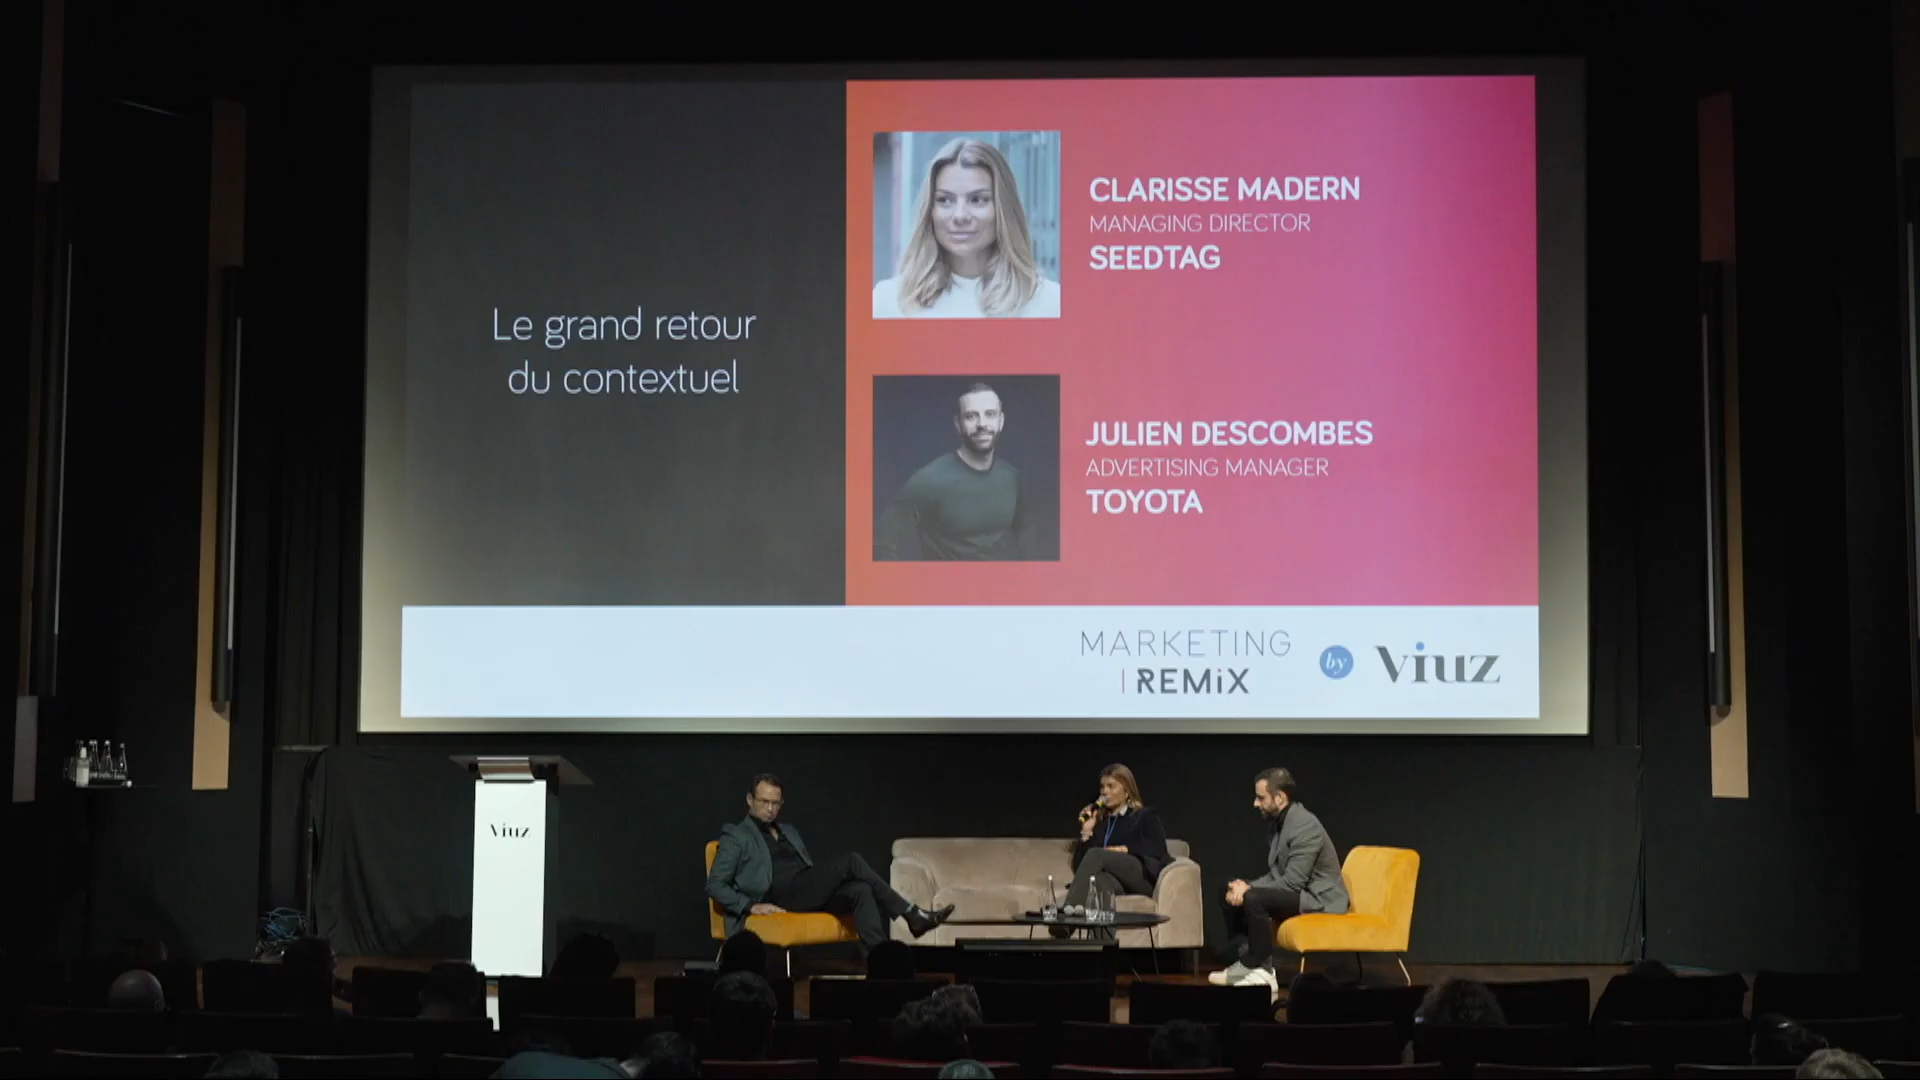 Le grand retour
du contextuel
CLARISSE MADERN
MANAGING DIRECTOR
SEEDTAG
JULIEN DESCOMBES
ADVERTISING MANAGER
TOYOTA
MARKETING
REMiX
by
Viuz
Viuz